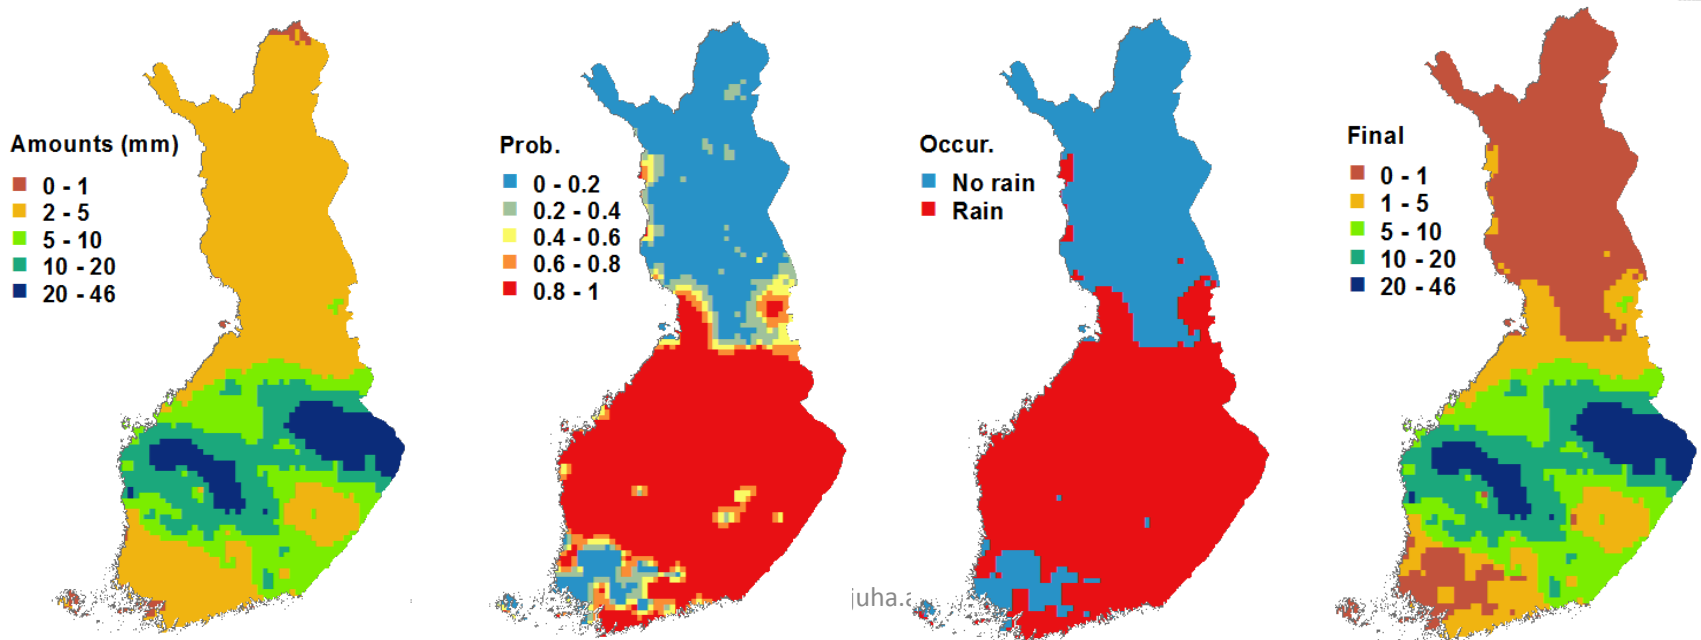 Amounts (mm)
0 - 1
2 - 5
5 - 10
10 - 20
20 - 46
Prob.
0 - 0.2
0.2 - 0.4
0.4 - 0.6
0.6 - 0.8
0.8 - 1
Occur.
No rain
Rain
Final
0 - 1
1 - 5
5 - 10
10 - 20
20 - 46
juha.